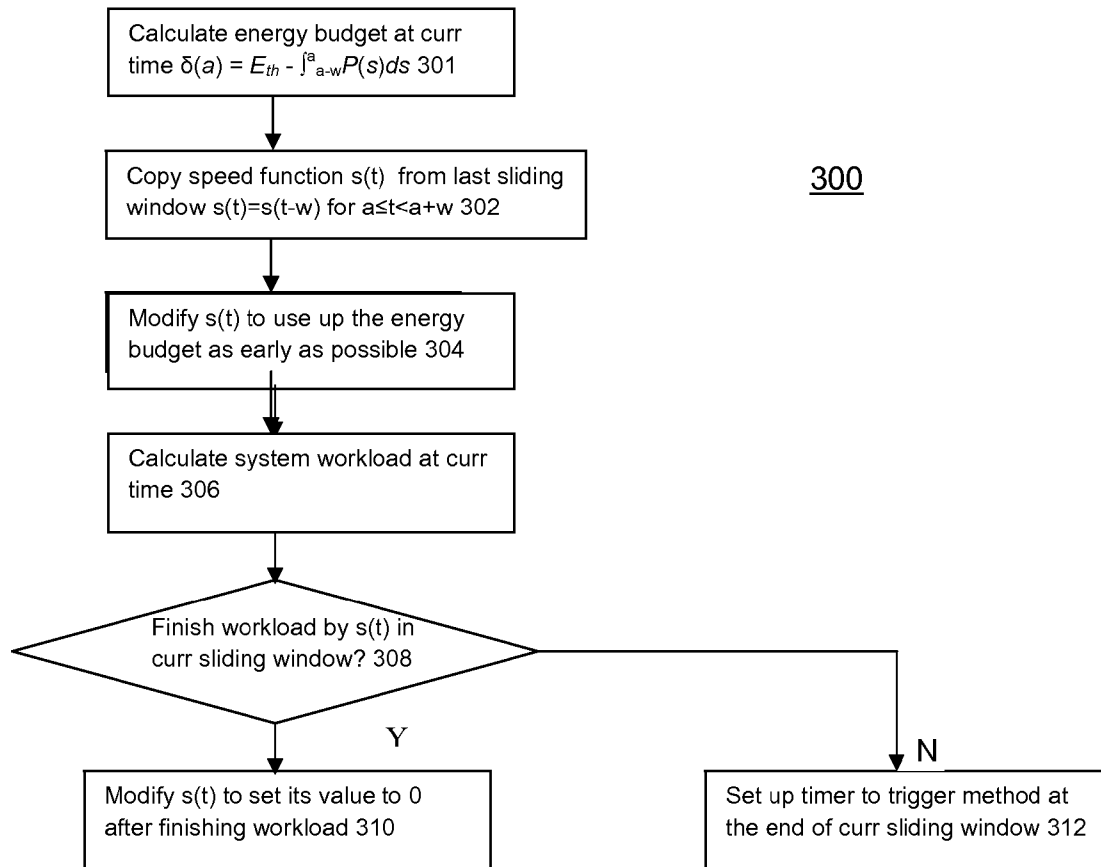 Calculate energy budget at curr
time δ(a) = Eth - ∫ᵃa-wP(s)ds 301
Copy speed function s(t) from last sliding
window s(t)=s(t-w) for a≤t<a+w 302
300
Modify s(t) to use up the energy
budget as early as possible 304
Calculate system workload at curr
time 306
Finish workload by s(t) in
curr sliding window? 308
Y
N
Modify s(t) to set its value to 0
after finishing workload 310
Set up timer to trigger method at
the end of curr sliding window 312